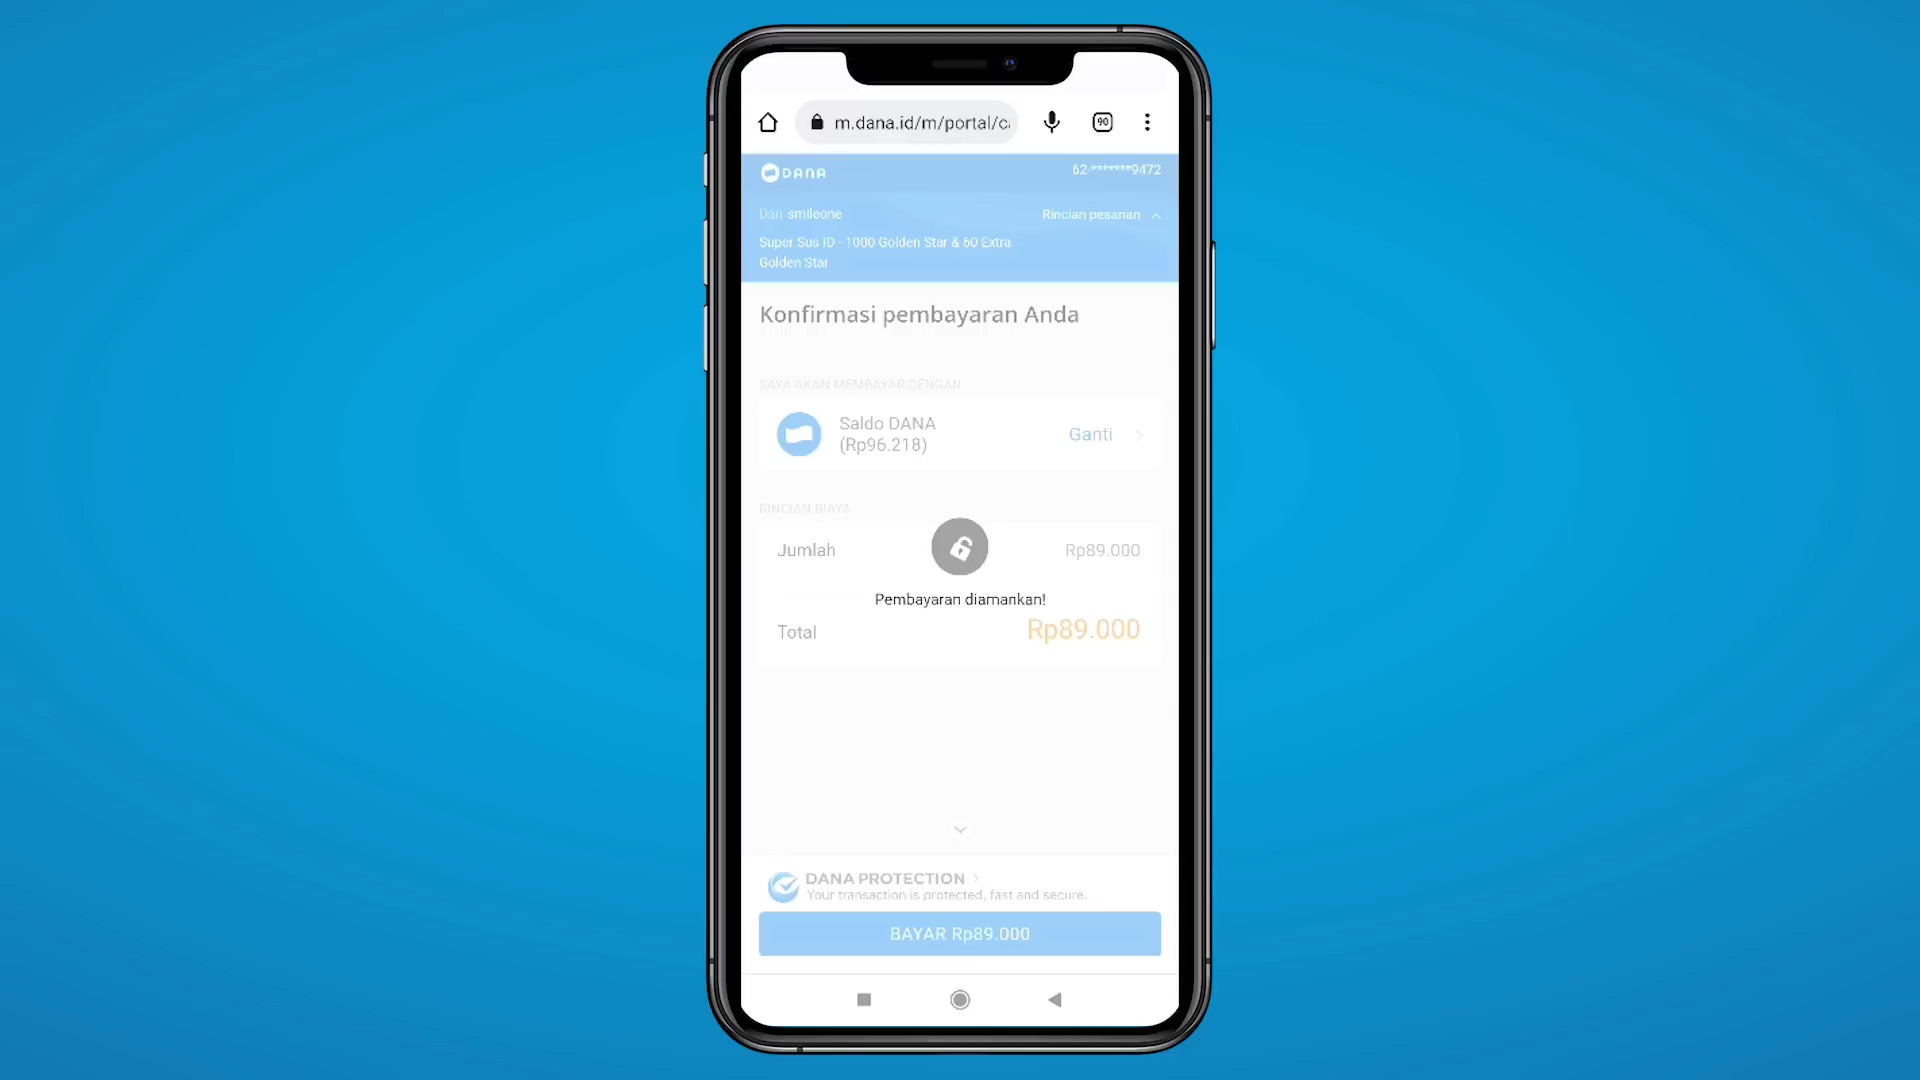 m.dana.id/m/portal/c
90
DANA
62-*******9472
Dari smileone
Rincian pesanan
Super Sus ID - 1000 Golden Star & 60 Extra
Golden Star
Konfirmasi pembayaran Anda
SAYA AKAN MEMBAYAR DENGAN
Saldo DANA
(Rp96.218)
Ganti
RINCIAN BIAYA
Jumlah
Rp89.000
Pembayaran diamankan!
Total
Rp89.000
DANA PROTECTION
Your transaction is protected, fast and secure.
BAYAR Rp89.000